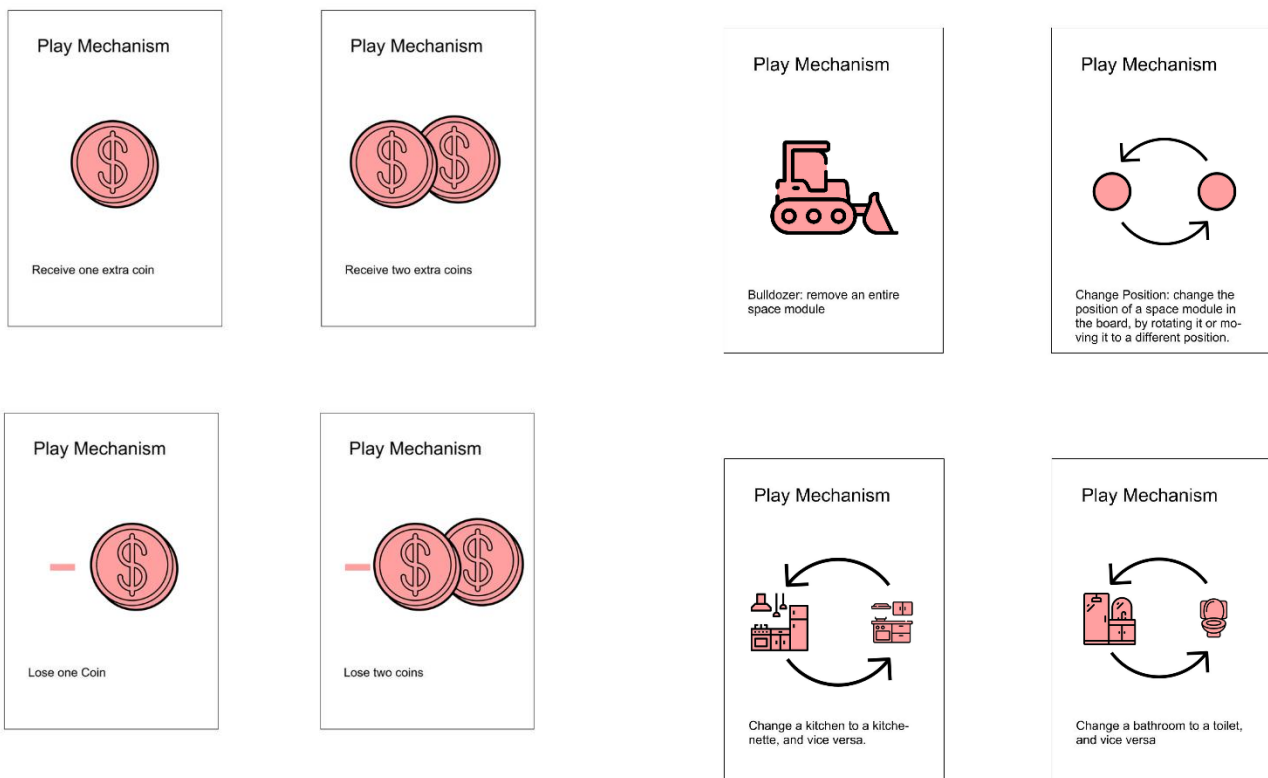 Play Mechanism
Receive one extra coin
Play Mechanism
Receive two extra coins
Play Mechanism
Bulldozer: remove an entire
space module
Play Mechanism
Change Position: change the
position of a space module in
the board, by rotating it or mo-
ving it to a different position.
Play Mechanism
Lose one Coin
Play Mechanism
Lose two coins
Play Mechanism
Change a kitchen to a kitche-
nette, and vice versa.
Play Mechanism
Change a bathroom to a toilet,
and vice versa